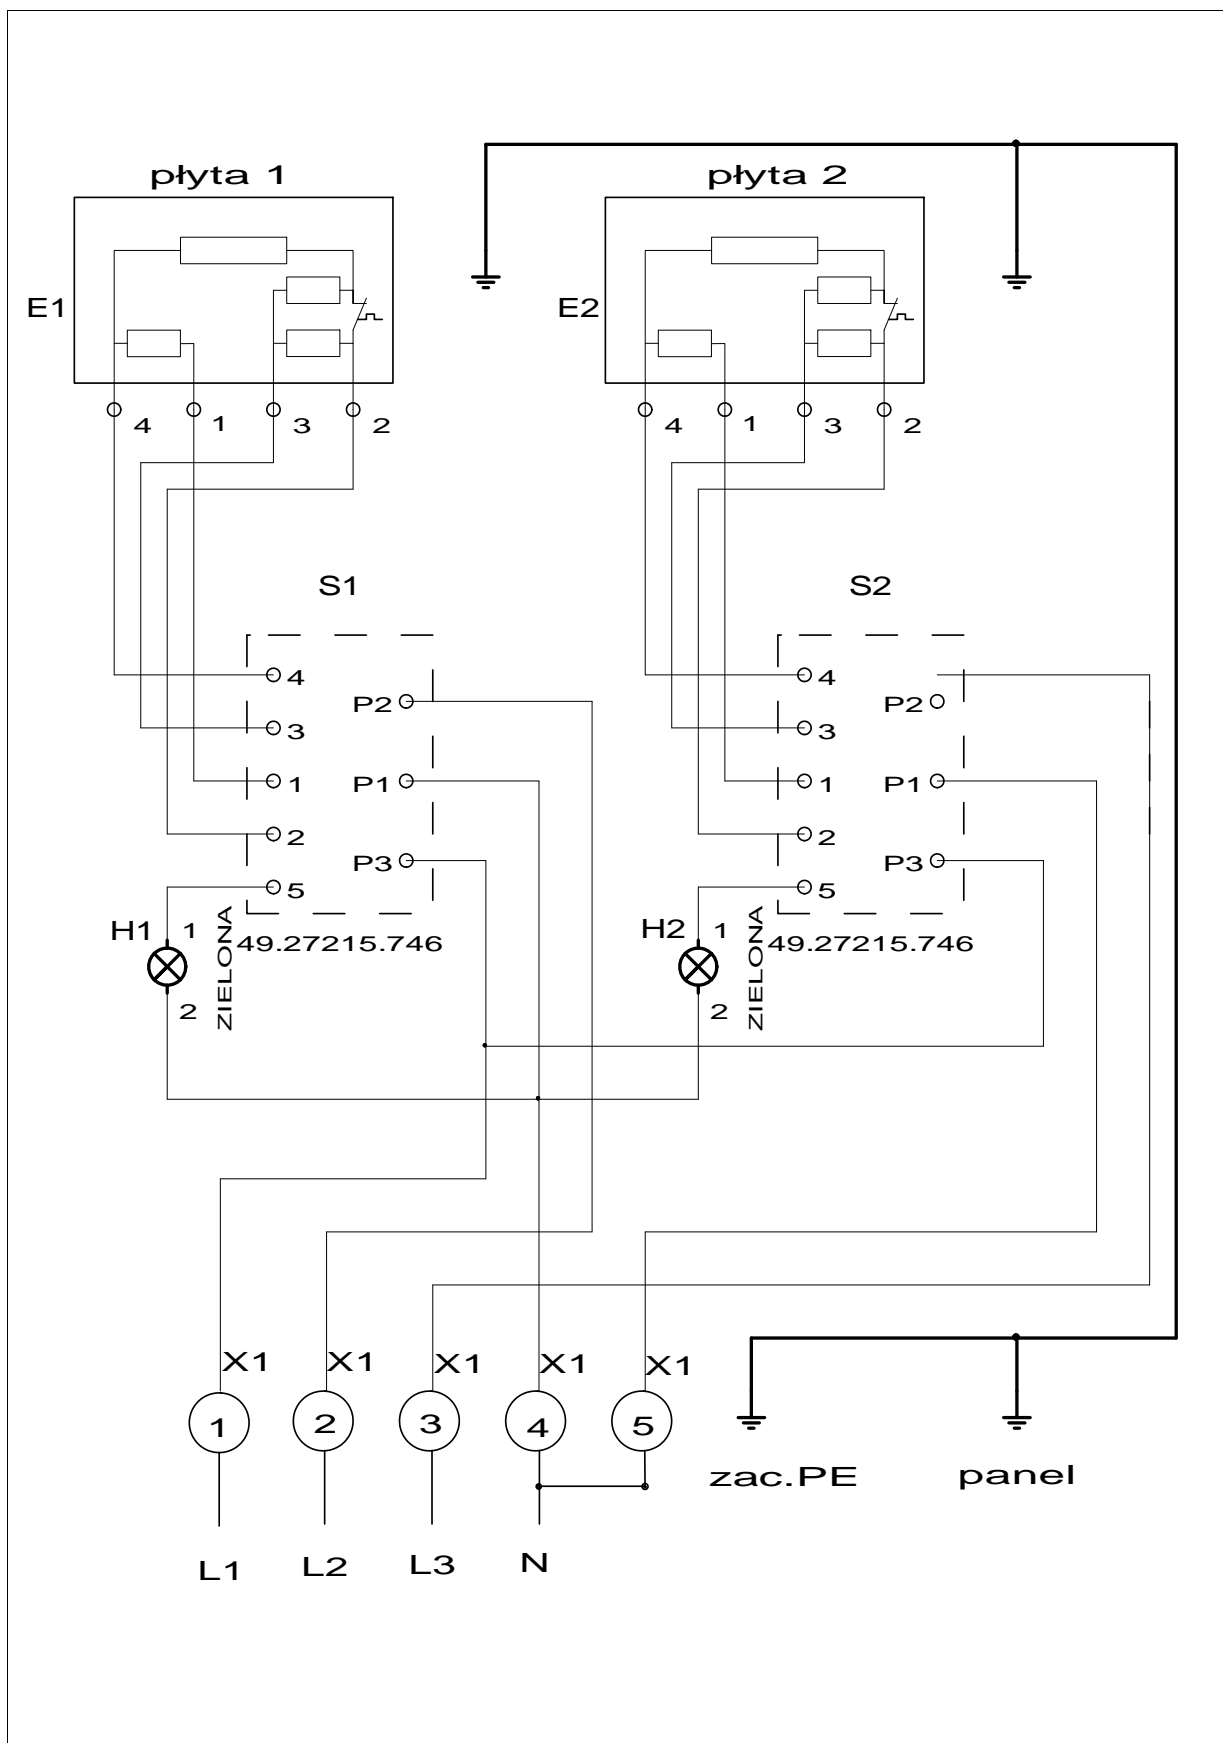 płyta 1
płyta 2
E1
E2
4 1 3 2
4 1 3 2
S1
S2
4
P2
3
1
P1
2
P3
5
4
P2
3
1
P1
2
P3
5
H1 1
2
ZIELONA
49.27215.746
H2 1
2
ZIELONA
49.27215.746
X1 X1 X1 X1 X1
1 2 3 4 5
zac.PE
panel
L1 L2 L3 N